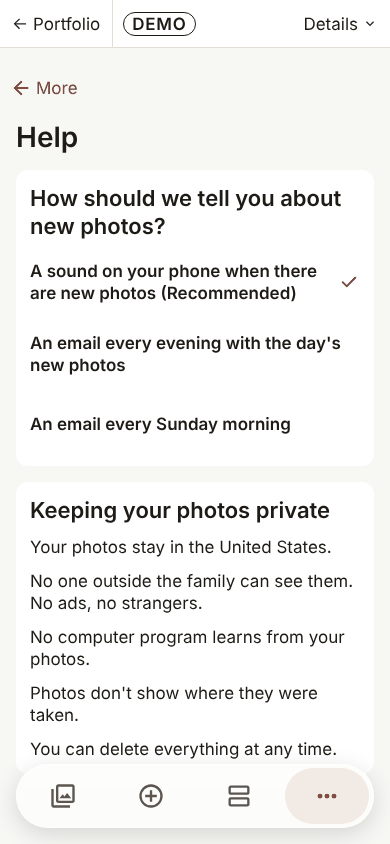 ← Portfolio
DEMO
Details
← More
Help
How should we tell you about
new photos?
A sound on your phone when there
are new photos (Recommended)
An email every evening with the day's
new photos
An email every Sunday morning
Keeping your photos private
Your photos stay in the United States.
No one outside the family can see them.
No ads, no strangers.
No computer program learns from your
photos.
Photos don't show where they were
taken.
You can delete everything at any time.